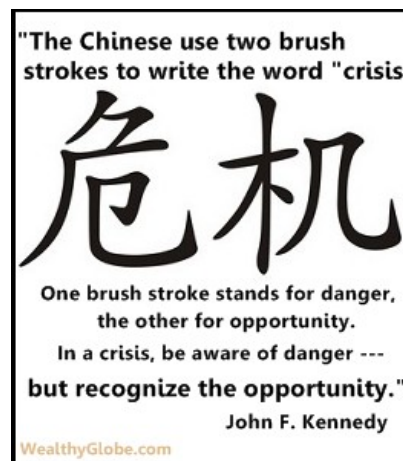 "The Chinese use two brush
strokes to write the word "crisis
危机
One brush stroke stands for danger,
the other for opportunity.
In a crisis, be aware of danger ---
but recognize the opportunity."
John F. Kennedy
WealthyGlobe.com